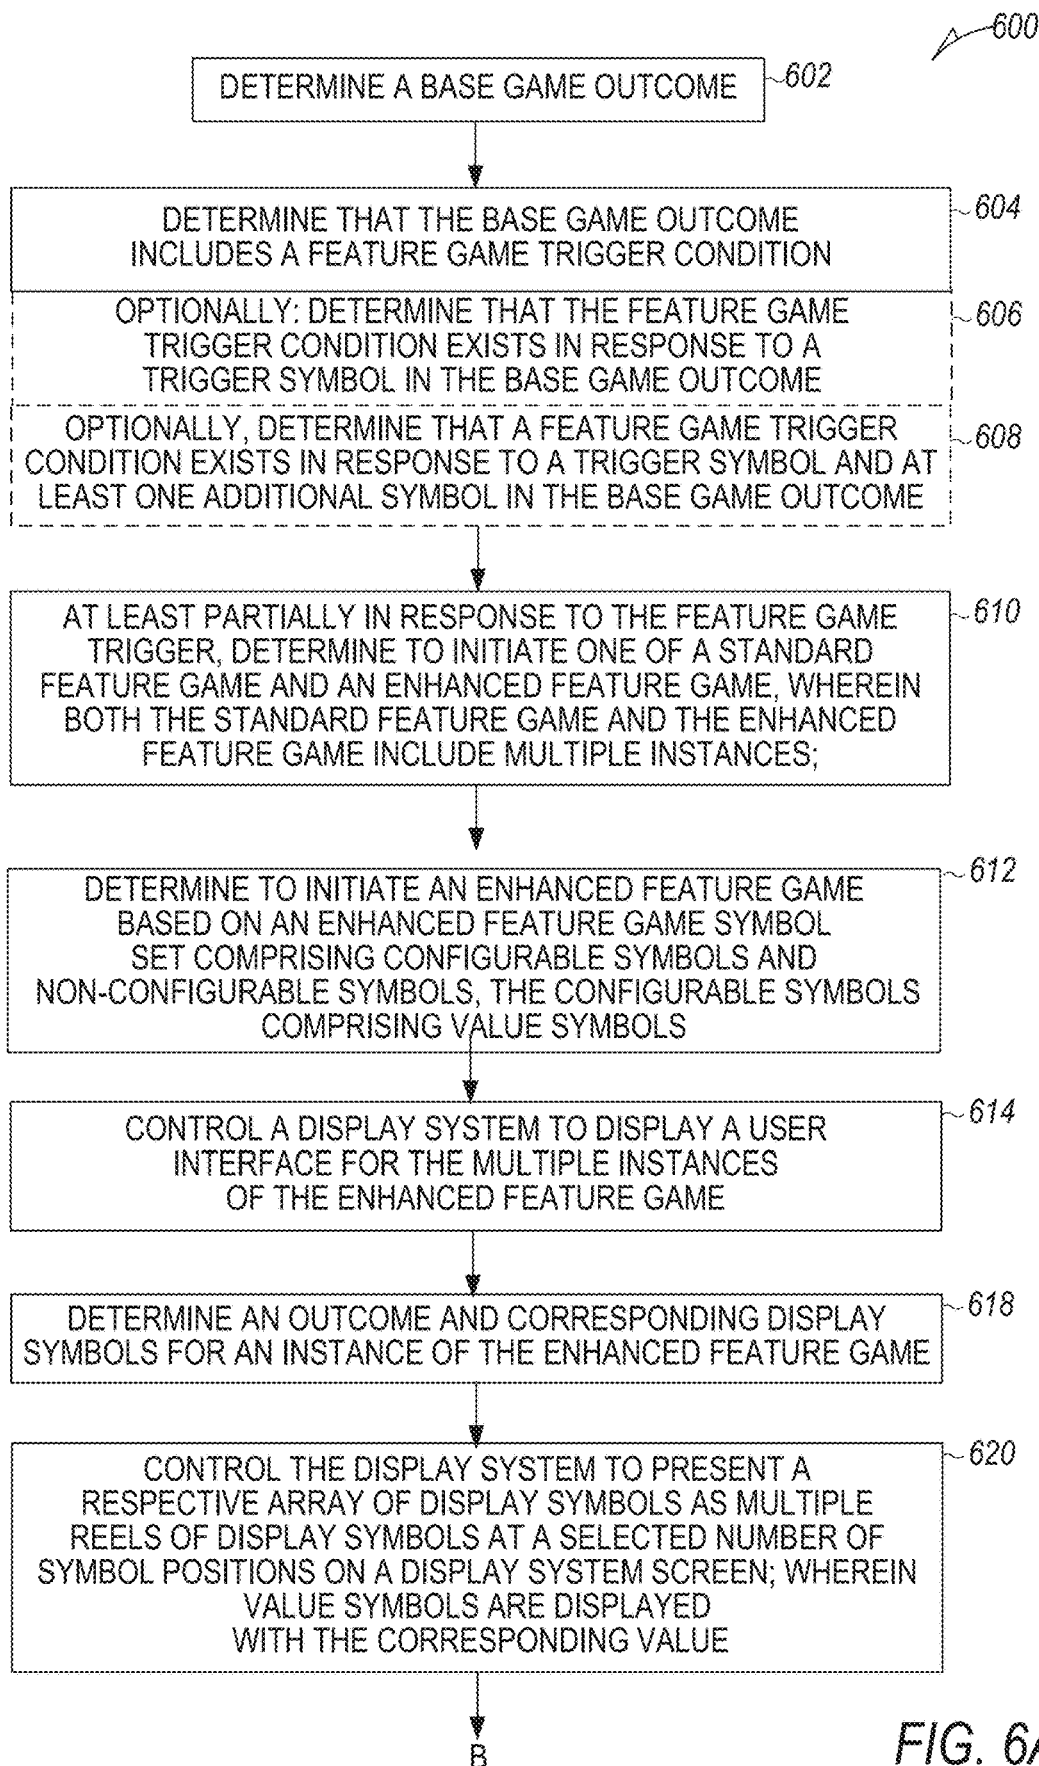 600
DETERMINE A BASE GAME OUTCOME
602
DETERMINE THAT THE BASE GAME OUTCOME
INCLUDES A FEATURE GAME TRIGGER CONDITION
604
OPTIONALLY: DETERMINE THAT THE FEATURE GAME
TRIGGER CONDITION EXISTS IN RESPONSE TO A
TRIGGER SYMBOL IN THE BASE GAME OUTCOME
606
OPTIONALLY, DETERMINE THAT A FEATURE GAME TRIGGER
CONDITION EXISTS IN RESPONSE TO A TRIGGER SYMBOL AND AT
LEAST ONE ADDITIONAL SYMBOL IN THE BASE GAME OUTCOME
608
AT LEAST PARTIALLY IN RESPONSE TO THE FEATURE GAME
TRIGGER, DETERMINE TO INITIATE ONE OF A STANDARD
FEATURE GAME AND AN ENHANCED FEATURE GAME, WHEREIN
BOTH THE STANDARD FEATURE GAME AND THE ENHANCED
FEATURE GAME INCLUDE MULTIPLE INSTANCES;
610
DETERMINE TO INITIATE AN ENHANCED FEATURE GAME
BASED ON AN ENHANCED FEATURE GAME SYMBOL
SET COMPRISING CONFIGURABLE SYMBOLS AND
NON-CONFIGURABLE SYMBOLS, THE CONFIGURABLE SYMBOLS
COMPRISING VALUE SYMBOLS
612
CONTROL A DISPLAY SYSTEM TO DISPLAY A USER
INTERFACE FOR THE MULTIPLE INSTANCES
OF THE ENHANCED FEATURE GAME
614
DETERMINE AN OUTCOME AND CORRESPONDING DISPLAY
SYMBOLS FOR AN INSTANCE OF THE ENHANCED FEATURE GAME
618
CONTROL THE DISPLAY SYSTEM TO PRESENT A
RESPECTIVE ARRAY OF DISPLAY SYMBOLS AS MULTIPLE
REELS OF DISPLAY SYMBOLS AT A SELECTED NUMBER OF
SYMBOL POSITIONS ON A DISPLAY SYSTEM SCREEN; WHEREIN
VALUE SYMBOLS ARE DISPLAYED
WITH THE CORRESPONDING VALUE
620
B
FIG. 6A